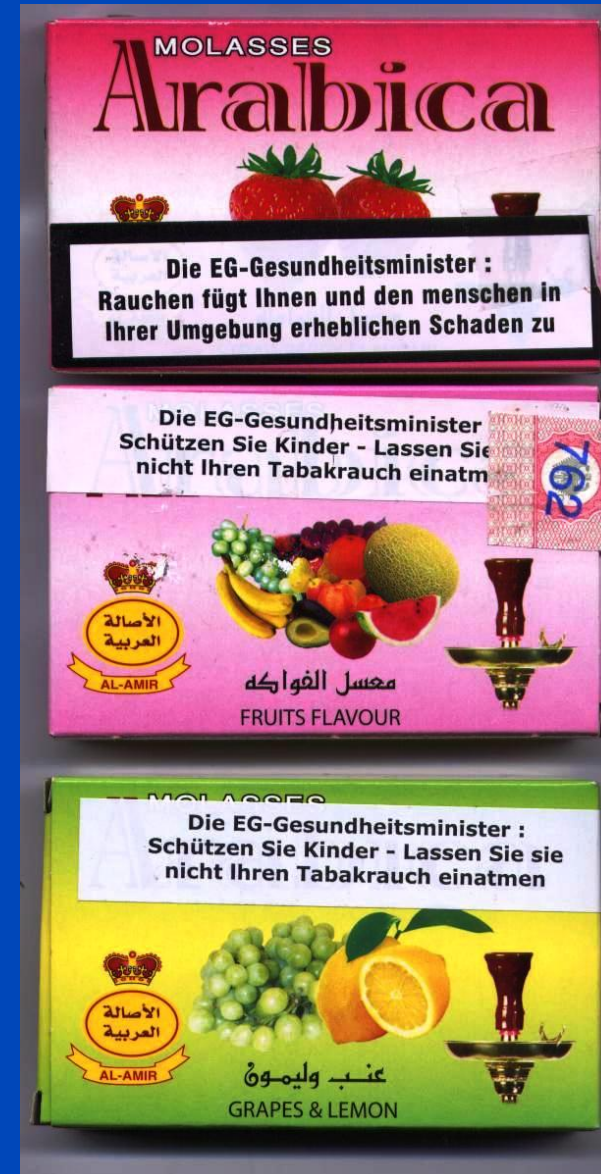 MOLASSES
Arabica
Die EG-Gesundheitsminister :
Rauchen fügt Ihnen und den menschen in
Ihrer Umgebung erheblichen Schaden zu
Die EG-Gesundheitsminister
Schützen Sie Kinder - Lassen Sie
nicht Ihren Tabakrauch einatm
762
الأصالة
العربية
AL-AMIR
معسل الفواكه
FRUITS FLAVOUR
MOLASSES
Die EG-Gesundheitsminister :
Schützen Sie Kinder - Lassen Sie sie
nicht Ihren Tabakrauch einatmen
الأصالة
العربية
AL-AMIR
عنب وليمون
GRAPES & LEMON